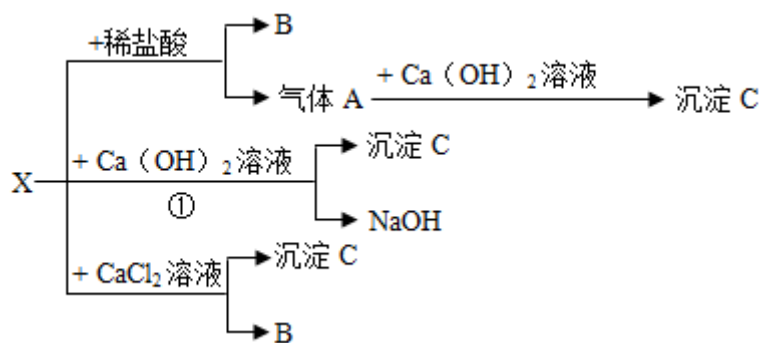 +稀盐酸
B
气体 A
+ Ca（OH）₂溶液
沉淀 C
X
+ Ca（OH）₂溶液
①
沉淀 C
NaOH
+ CaCl₂溶液
沉淀 C
B